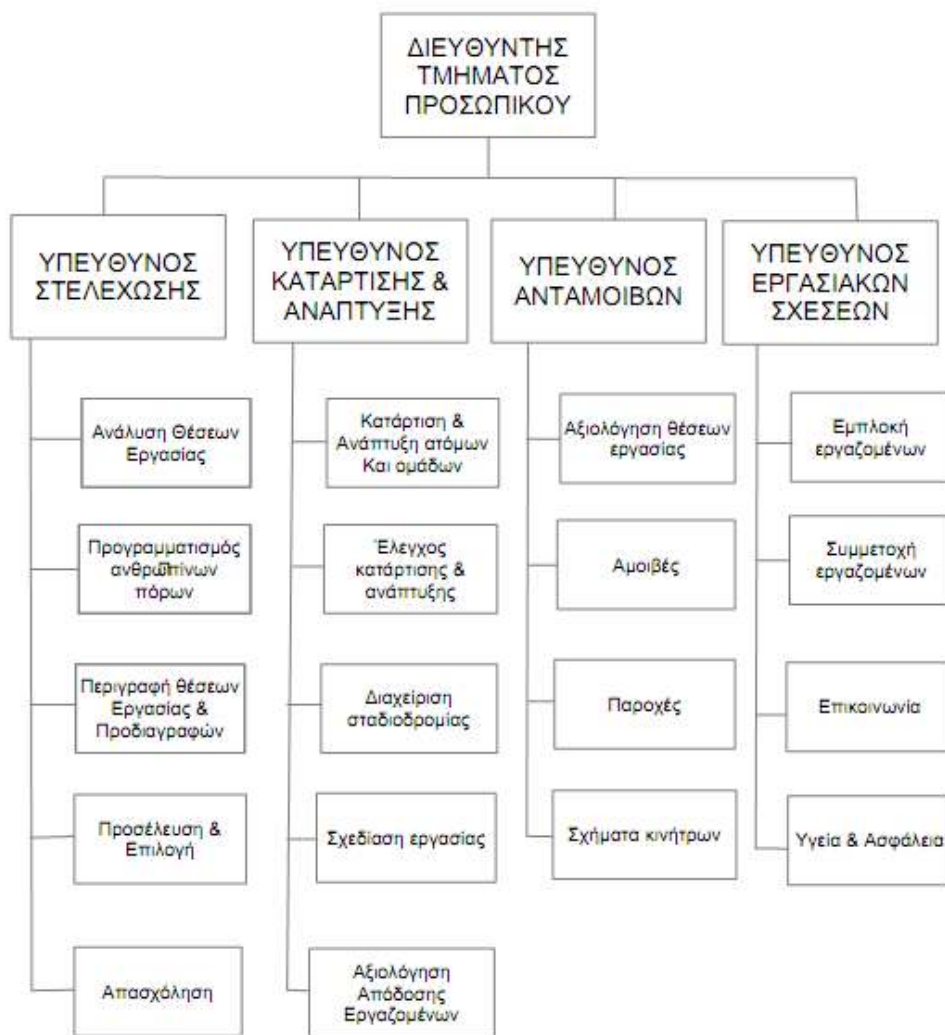 ΔΙΕΥΘΥΝΤΗΣ
ΤΜΗΜΑΤΟΣ
ΠΡΟΣΩΠΙΚΟΥ
ΥΠΕΥΘΥΝΟΣ
ΣΤΕΛΕΧΩΣΗΣ
ΥΠΕΥΘΥΝΟΣ
ΚΑΤΑΡΤΙΣΗΣ &
ΑΝΑΠΤΥΞΗΣ
ΥΠΕΥΘΥΝΟΣ
ΑΝΤΑΜΟΙΒΩΝ
ΥΠΕΥΘΥΝΟΣ
ΕΡΓΑΣΙΑΚΩΝ
ΣΧΕΣΕΩΝ
Ανάλυση Θέσεων
Εργασίας
Προγραμματισμός
ανθρωΠίνων
πόρων
Περιγραφή θέσεων
Εργασίας &
Προδιαγραφών
Προσέλευση &
Επιλογή
Απασχόληση
Κατάρτιση &
Ανάπτυξη ατόμων
Και ομάδων
Έλεγχος
κατάρτισης &
ανάπτυξης
Διαχείριση
σταδιοδρομίας
Σχεδίαση εργασίας
Αξιολόγηση
Απόδοσης
Εργαζομένων
Αξιολόγηση θέσεων
εργασίας
Αμοιβές
Παροχές
Σχήματα κινήτρων
Εμπλοκή
εργαζομένων
Συμμετοχή
εργαζομένων
Επικοινωνία
Υγεία & Ασφάλεια